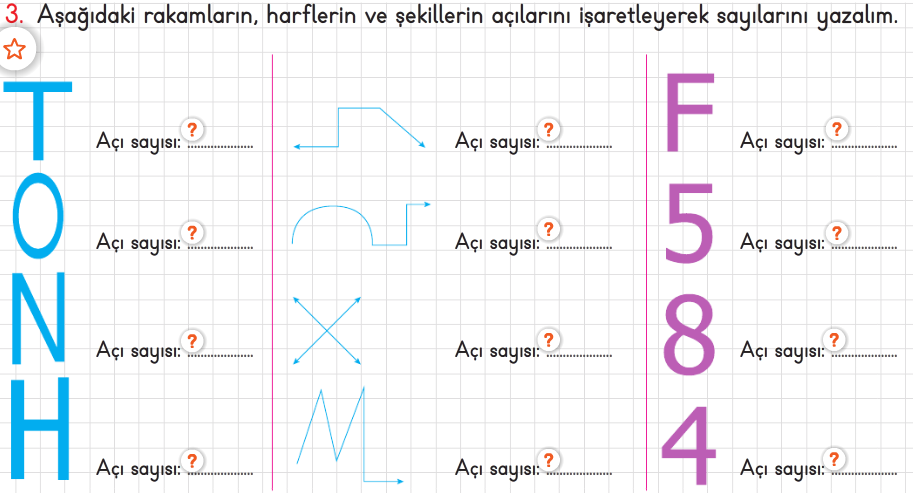 3. Aşağıdaki rakamların, harflerin ve şekillerin açılarını işaretleyerek sayılarını yazalım.
T Açı sayısı: ? .................. Açı sayısı: ? .................. F Açı sayısı: ? ..................
O Açı sayısı: ? .................. Açı sayısı: ? .................. 5 Açı sayısı: ? ..................
N Açı sayısı: ? .................. Açı sayısı: ? .................. 8 Açı sayısı: ? ..................
H Açı sayısı: ? .................. Açı sayısı: ? .................. 4 Açı sayısı: ? ..................